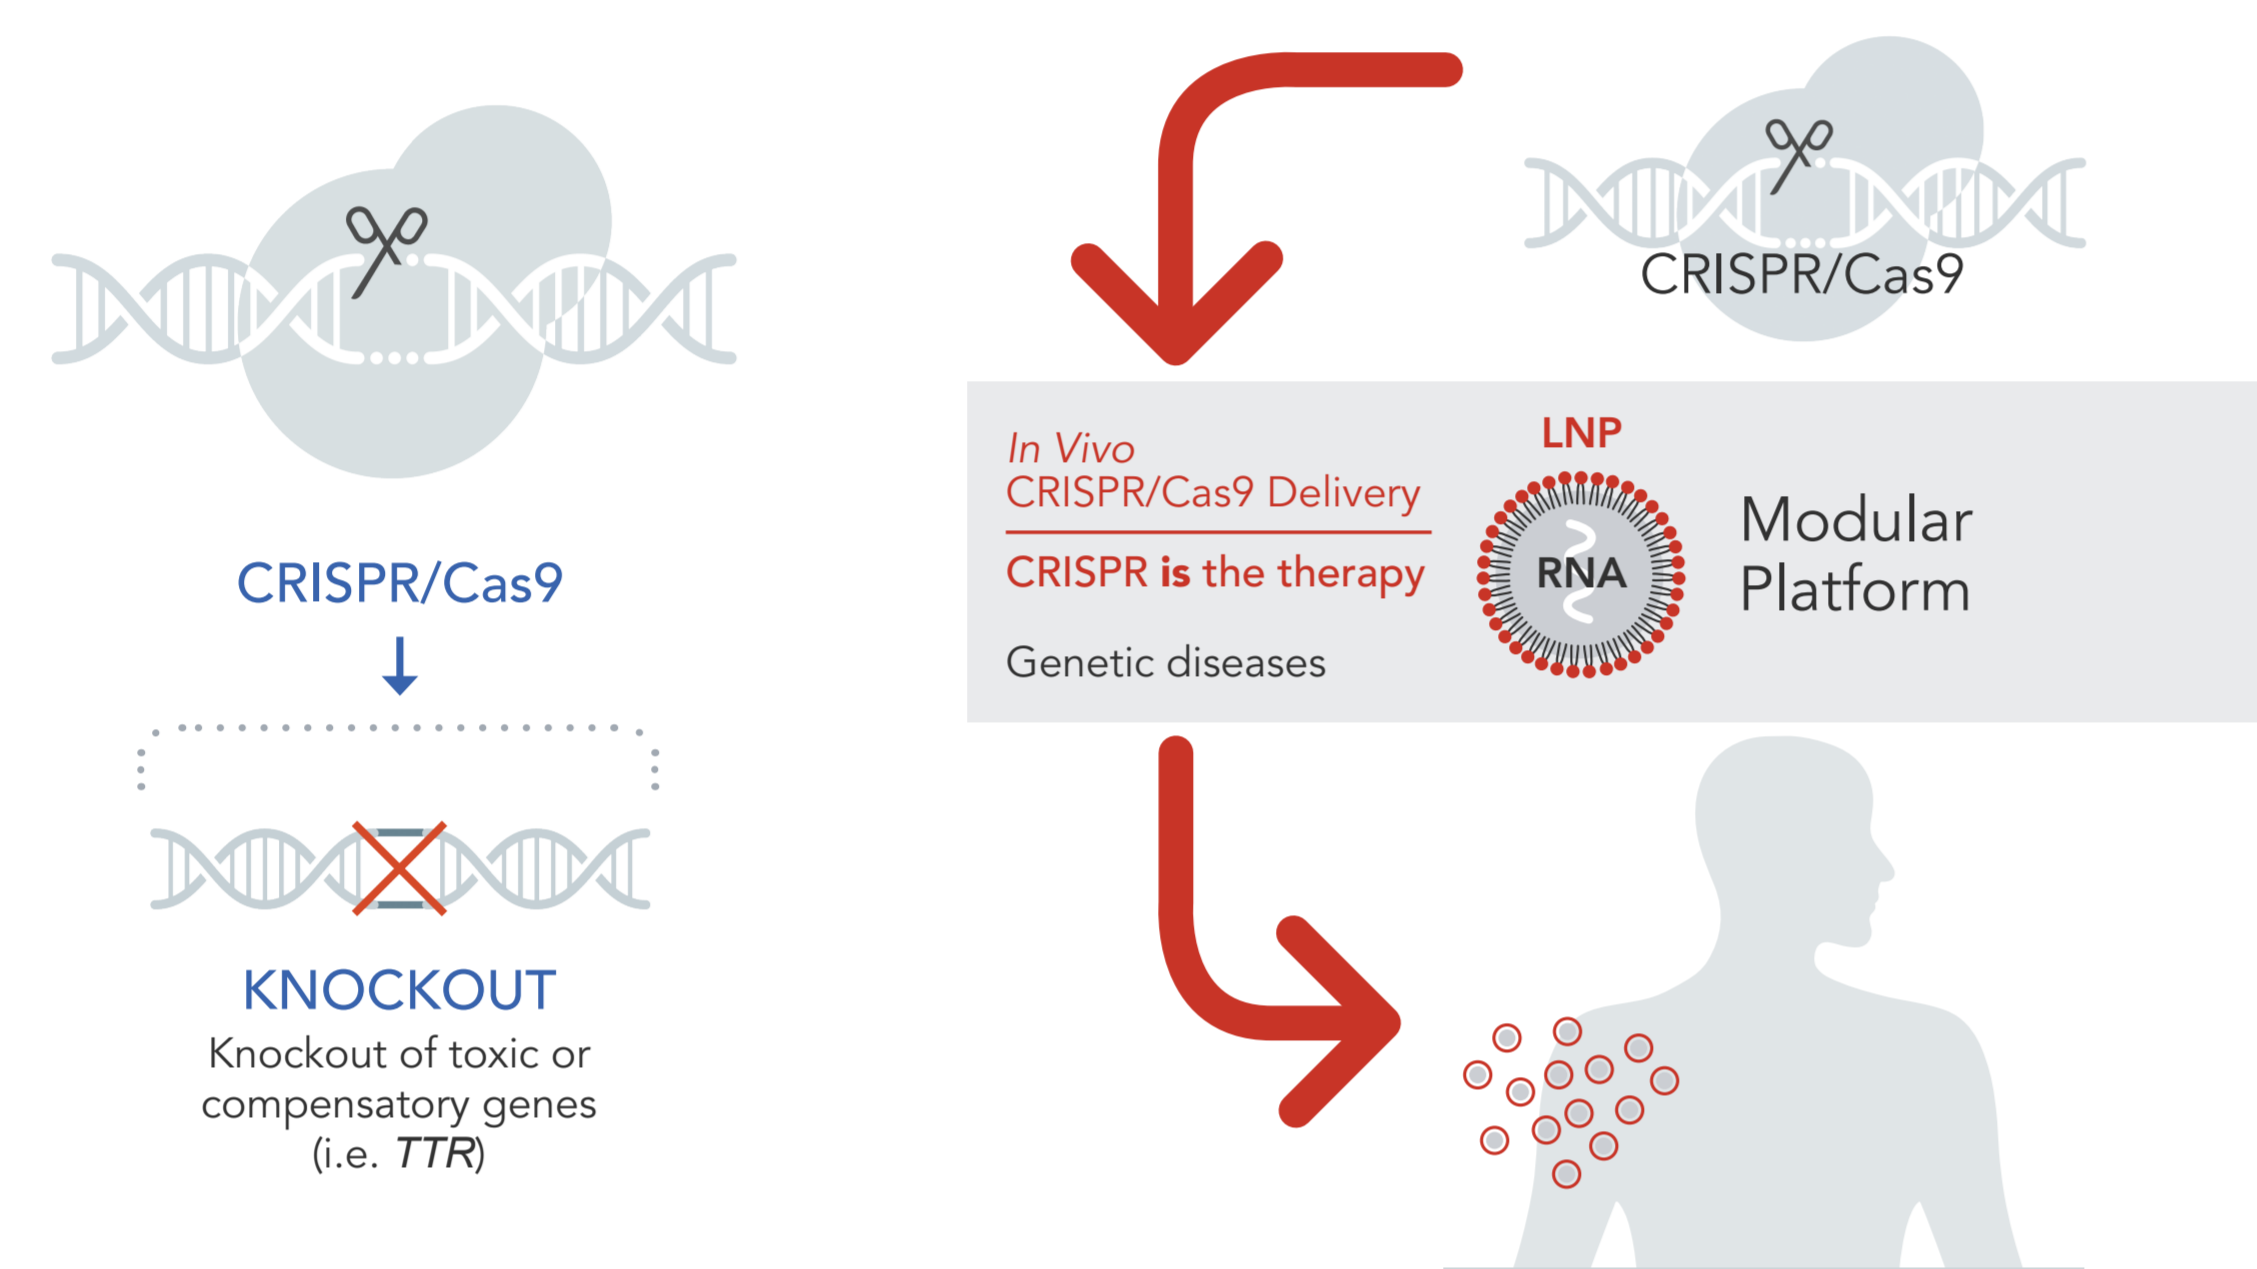 CRISPR/Cas9
KNOCKOUT
Knockout of toxic or
compensatory genes
(i.e. TTR)
CRISPR/Cas9
In Vivo
CRISPR/Cas9 Delivery
CRISPR is the therapy
Genetic diseases
LNP
RNA
Modular
Platform